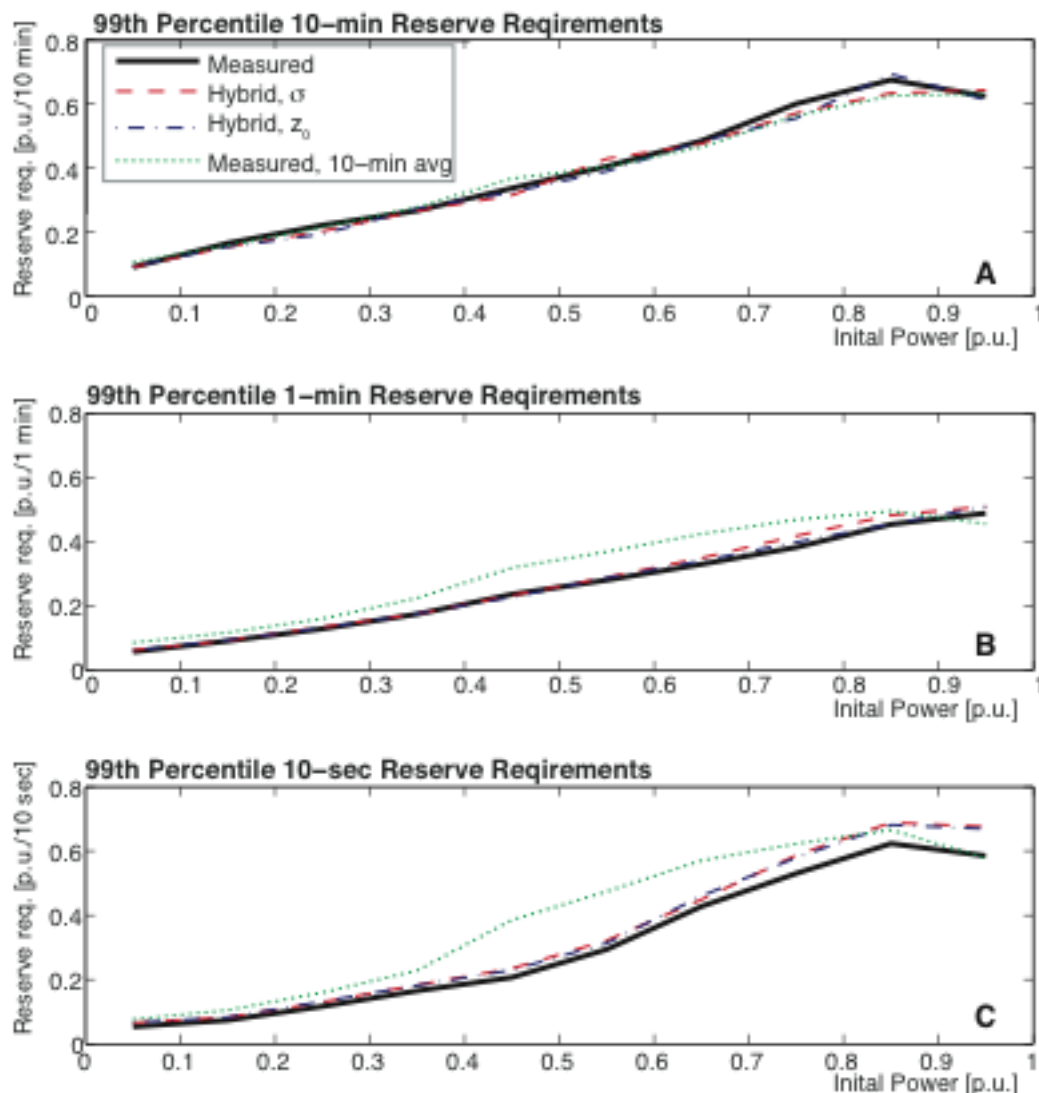 99th Percentile 10−min Reserve Reqirements
Reserve req. [p.u./10 min]
0.8
0.6
0.4
0.2
0
Measured
Hybrid, σ
Hybrid, z₀
Measured, 10−min avg
A
0 0.1 0.2 0.3 0.4 0.5 0.6 0.7 0.8 0.9 1
Inital Power [p.u.]
99th Percentile 1−min Reserve Reqirements
Reserve req. [p.u./1 min]
0.8
0.6
0.4
0.2
0
B
0 0.1 0.2 0.3 0.4 0.5 0.6 0.7 0.8 0.9 1
Inital Power [p.u.]
99th Percentile 10−sec Reserve Reqirements
Reserve req. [p.u./10 sec]
0.8
0.6
0.4
0.2
0
C
0 0.1 0.2 0.3 0.4 0.5 0.6 0.7 0.8 0.9 1
Inital Power [p.u.]